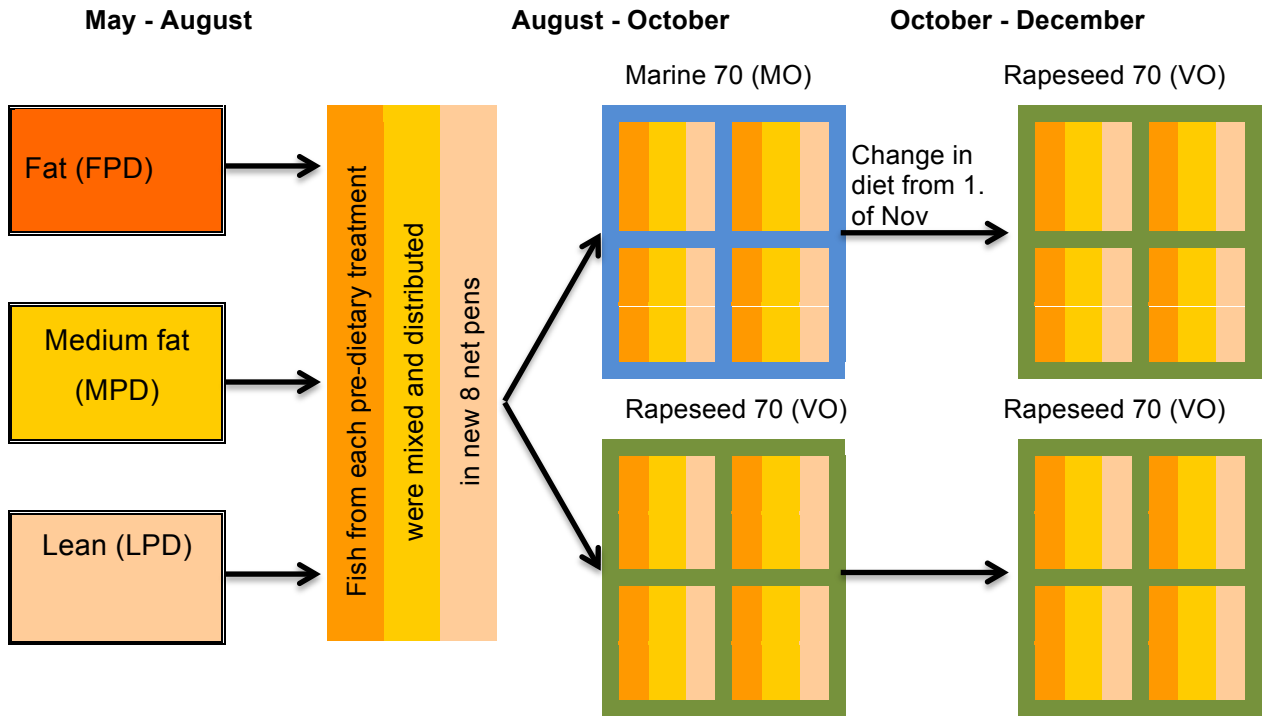 May - August
August - October
October - December
Fat (FPD)
Medium fat
(MPD)
Lean (LPD)
Fish from each pre-dietary treatment
were mixed and distributed
in new 8 net pens
Marine 70 (MO)
Change in
diet from 1.
of Nov
Rapeseed 70 (VO)
Rapeseed 70 (VO)
Rapeseed 70 (VO)